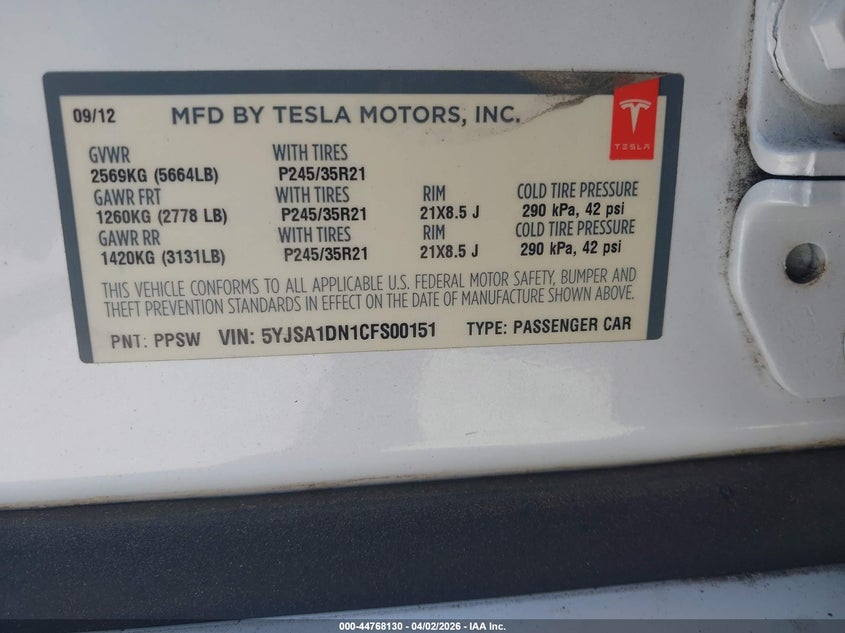 09/12 MFD BY TESLA MOTORS, INC.
TESLA
GVWR WITH TIRES
2569KG (5664LB) P245/35R21
GAWR FRT WITH TIRES RIM COLD TIRE PRESSURE
1260KG (2778 LB) P245/35R21 21X8.5 J 290 kPa, 42 psi
GAWR RR WITH TIRES RIM COLD TIRE PRESSURE
1420KG (3131LB) P245/35R21 21X8.5 J 290 kPa, 42 psi
THIS VEHICLE CONFORMS TO ALL APPLICABLE U.S. FEDERAL MOTOR SAFETY, BUMPER AND
THEFT PREVENTION STANDARDS IN EFFECT ON THE DATE OF MANUFACTURE SHOWN ABOVE.
PNT: PPSW VIN: 5YJSA1DN1CFS00151 TYPE: PASSENGER CAR
000-44768130 - 04/02/2026 - IAA Inc.